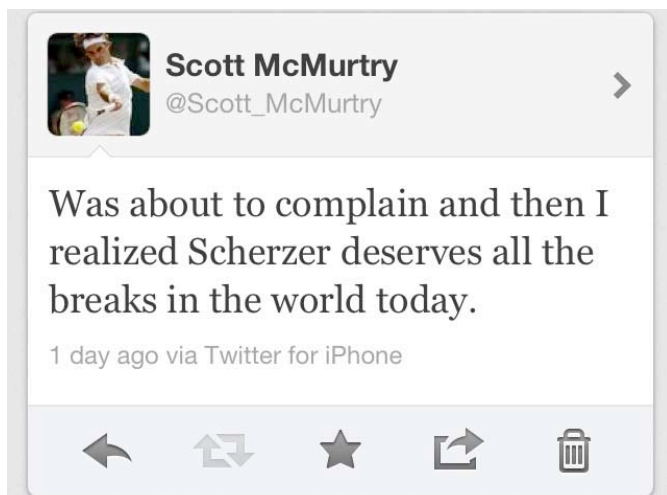 Scott McMurtry
@Scott_McMurtry
Was about to complain and then I
realized Scherzer deserves all the
breaks in the world today.
1 day ago via Twitter for iPhone